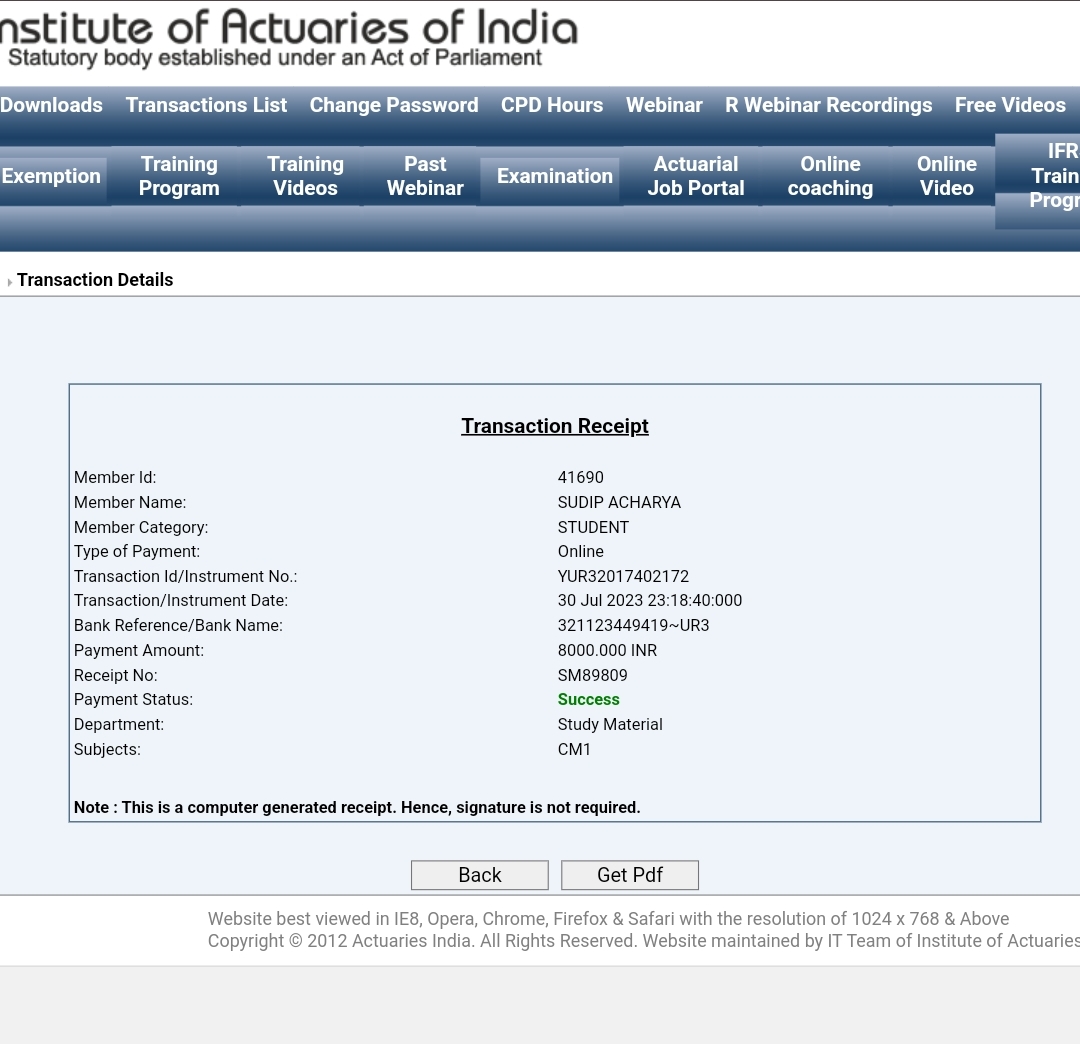 nstitute of Actuaries of India
Statutory body established under an Act of Parliament
Downloads Transactions List Change Password CPD Hours Webinar R Webinar Recordings Free Videos
Exemption Training Program Training Videos Past Webinar Examination Actuarial Job Portal Online coaching Online Video IFR Train Progr
Transaction Details
Transaction Receipt
Member Id: 41690
Member Name: SUDIP ACHARYA
Member Category: STUDENT
Type of Payment: Online
Transaction Id/Instrument No.: YUR32017402172
Transaction/Instrument Date: 30 Jul 2023 23:18:40:000
Bank Reference/Bank Name: 321123449419~UR3
Payment Amount: 8000.000 INR
Receipt No: SM89809
Payment Status: Success
Department: Study Material
Subjects: CM1
Note : This is a computer generated receipt. Hence, signature is not required.
Back Get Pdf
Website best viewed in IE8, Opera, Chrome, Firefox & Safari with the resolution of 1024 x 768 & Above
Copyright © 2012 Actuaries India. All Rights Reserved. Website maintained by IT Team of Institute of Actuaries